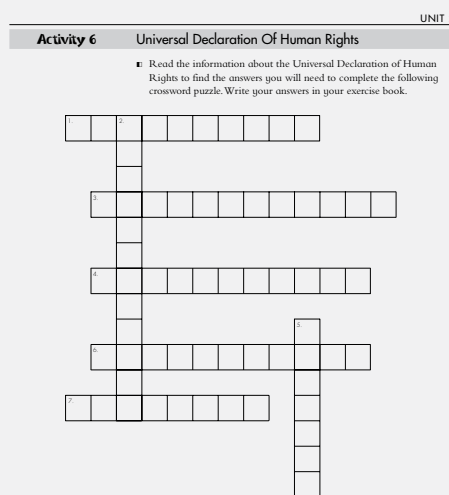 UNIT
Activity 6 Universal Declaration Of Human Rights
Read the information about the Universal Declaration of Human
Rights to find the answers you will need to complete the following
crossword puzzle. Write your answers in your exercise book.
1. 2.
3.
4.
5.
6.
7.